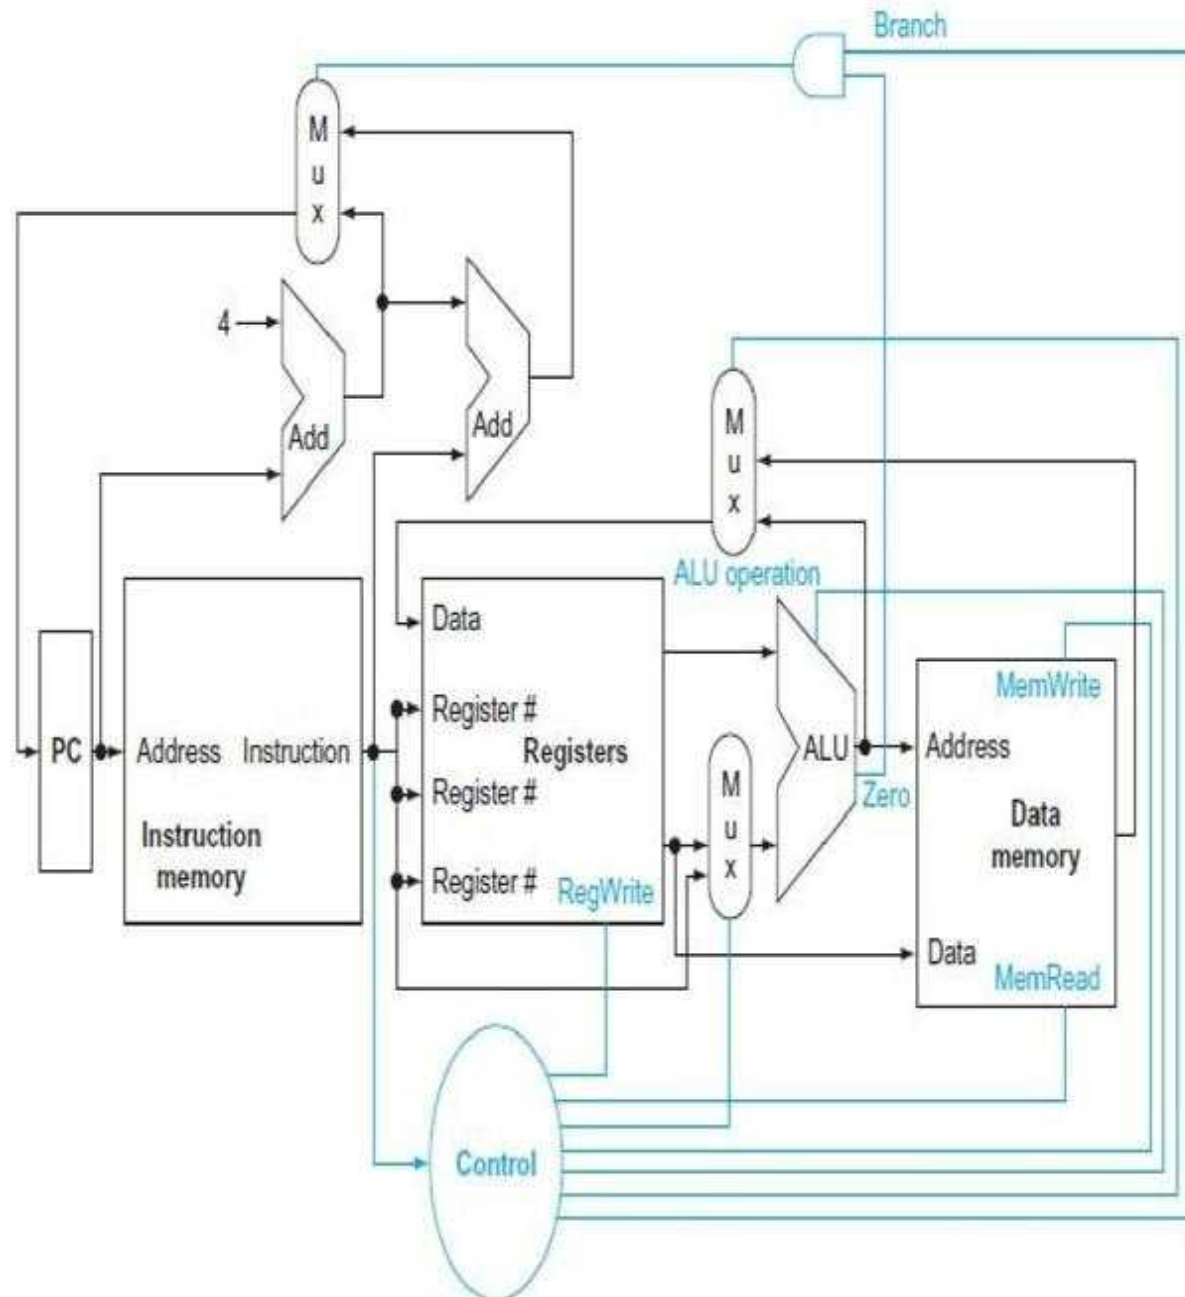 Branch
M
u
x
4
Add
Add
M
u
x
ALU operation
Data
Register #
Registers
Register #
Register #
RegWrite
PC
Address Instruction
Instruction
memory
M
u
x
ALU
Zero
MemWrite
Address
Data
memory
Data
MemRead
Control